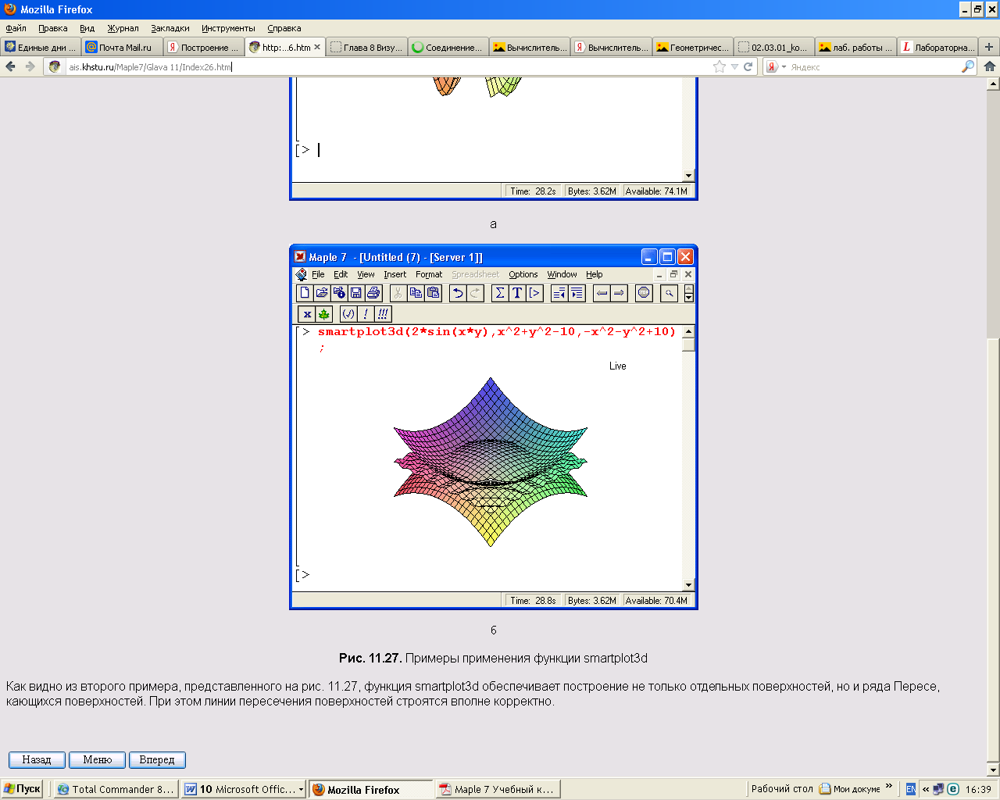 Mozilla Firefox
Файл Правка Вид Журнал Закладки Инструменты Справка
Единые дни ... Почта Mail.ru Построение ... http:...6.htm Глава 8 Визу... Соединение... Вычислитель... Вычислитель... Геометричес... 02.03.01_ко... лаб. работы ... Лабораторна...
ais.khstu.ru/Maple7/Glava 11/Index26.htm Яндекс
[>
Time: 28.2s Bytes: 3.62M Available: 74.1M
а
Maple 7 - [Untitled (7) - [Server 1]]
File Edit View Insert Format Spreadsheet Options Window Help
[> smartplot3d(2*sin(x*y),x^2+y^2-10,-x^2-y^2+10)
;
Live
[>
Time: 28.8s Bytes: 3.62M Available: 70.4M
б
Рис. 11.27. Примеры применения функции smartplot3d
Как видно из второго примера, представленного на рис. 11.27, функция smartplot3d обеспечивает построение не только отдельных поверхностей, но и ряда Пересе,
кающихся поверхностей. При этом линии пересечения поверхностей строятся вполне корректно.
Назад Меню Вперед
Пуск Total Commander 8... 10 Microsoft Offic... Mozilla Firefox Maple 7 Учебный к... Рабочий стол Мои докуме » EN « 16:39